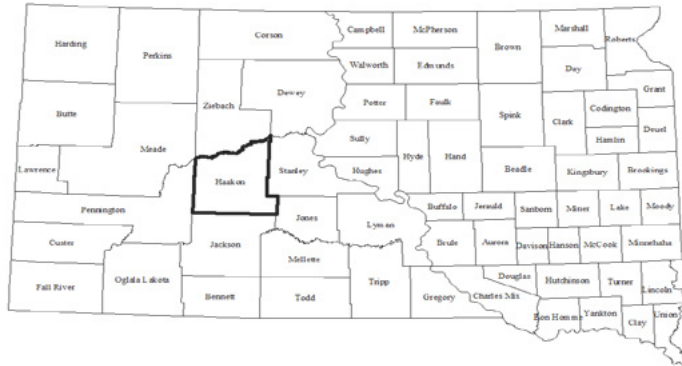 Harding
Perkins
Corson
Campbell
McPherson
Brown
Marshall
Roberts
Walworth
Edmunds
Day
Dewey
Ziebach
Grant
Butte
Potter
Faulk
Spink
Clark
Codington
Deuel
Hamlin
Meade
Sully
Lawrence
Haakon
Stanley
Hughes
Hyde
Hand
Beadle
Kingsbury
Brookings
Pennington
Jones
Lyman
Buffalo
Jerauld
Sanborn
Miner
Lake
Moody
Custer
Jackson
Brule
Aurora
Davison
Hanson
McCook
Minnehaha
Mellette
Fall River
Oglala Lakota
Bennett
Todd
Tripp
Gregory
Charles Mix
Douglas
Hutchinson
Turner
Lincoln
Bon Homme
Yankton
Clay
Union